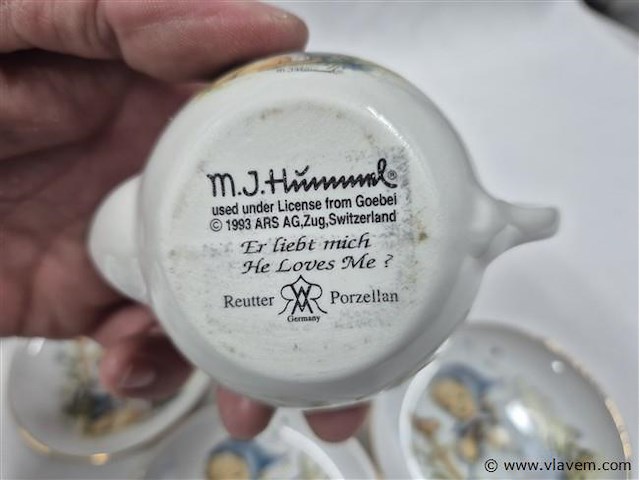 M.J.Hummel®
used under License from Goebel
© 1993 ARS AG,Zug,Switzerland
Er liebt mich
He Loves Me ?
Reutter Porzellan
Germany
© www.vlavem.com